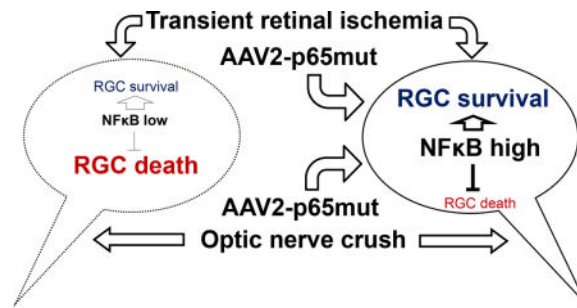 Transient retinal ischemia
AAV2-p65mut
RGC survival
NFκB low
RGC death
RGC survival
NFκB high
RGC death
AAV2-p65mut
Optic nerve crush